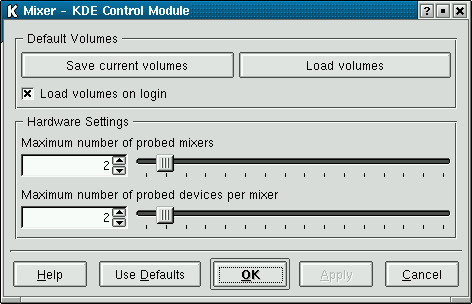 K Mixer - KDE Control Module ?
Default Volumes
Save current volumes Load volumes
Load volumes on login
Hardware Settings
Maximum number of probed mixers
2
Maximum number of probed devices per mixer
2
Help Use Defaults OK Apply Cancel